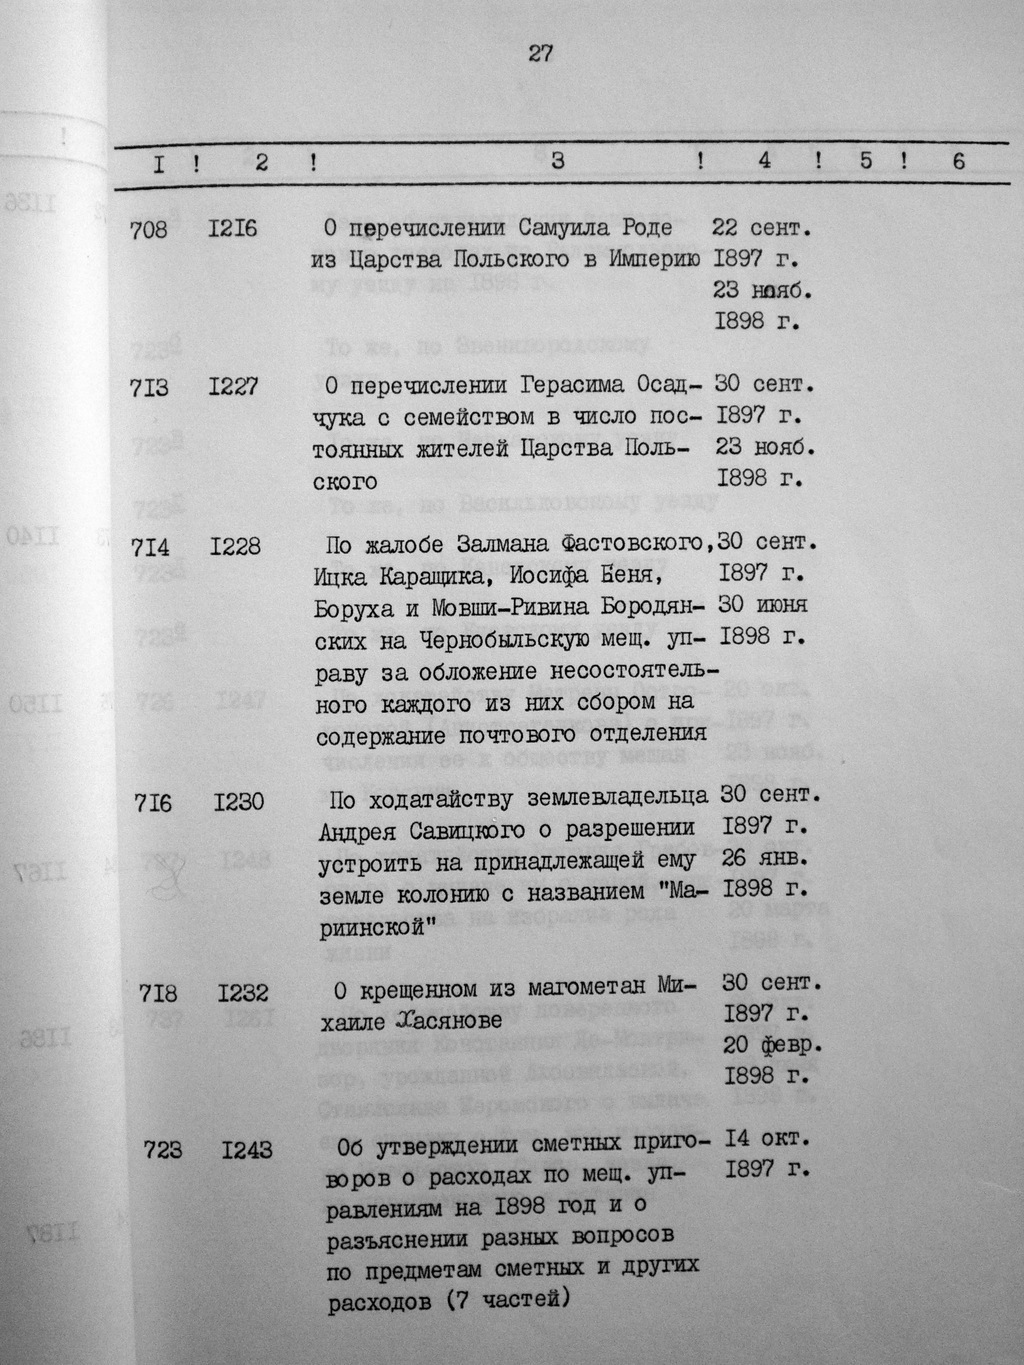 27
I ! 2 ! 3 ! 4 ! 5 ! 6
708 I2I6 О перечислении Самуила Роде 22 сент.
из Царства Польского в Империю I897 г.
23 нояб.
I898 г.
7I3 I227 О перечислении Герасима Осад- 30 сент.
чука с семейством в число пос- I897 г.
тоянных жителей Царства Поль- 23 нояб.
ского I898 г.
7I4 I228 По жалобе Залмана Фастовского, 30 сент.
Ицка Каращика, Иосифа Беня, I897 г.
Боруха и Мовши-Ривина Бородян- 30 июня
ских на Чернобыльскую мещ. уп- I898 г.
раву за обложение несостоятель-
ного каждого из них сбором на
содержание почтового отделения
7I6 I230 По ходатайству землевладельца 30 сент.
Андрея Савицкого о разрешении I897 г.
устроить на принадлежащей ему 26 янв.
земле колонию с названием "Ма- I898 г.
риинской"
7I8 I232 О крещенном из магометан Ми- 30 сент.
хаиле Хасянове I897 г.
20 февр.
I898 г.
723 I243 Об утверждении сметных приго- I4 окт.
воров о расходах по мещ. уп- I897 г.
равлениям на I898 год и о
разъяснении разных вопросов
по предметам сметных и других
расходов (7 частей)